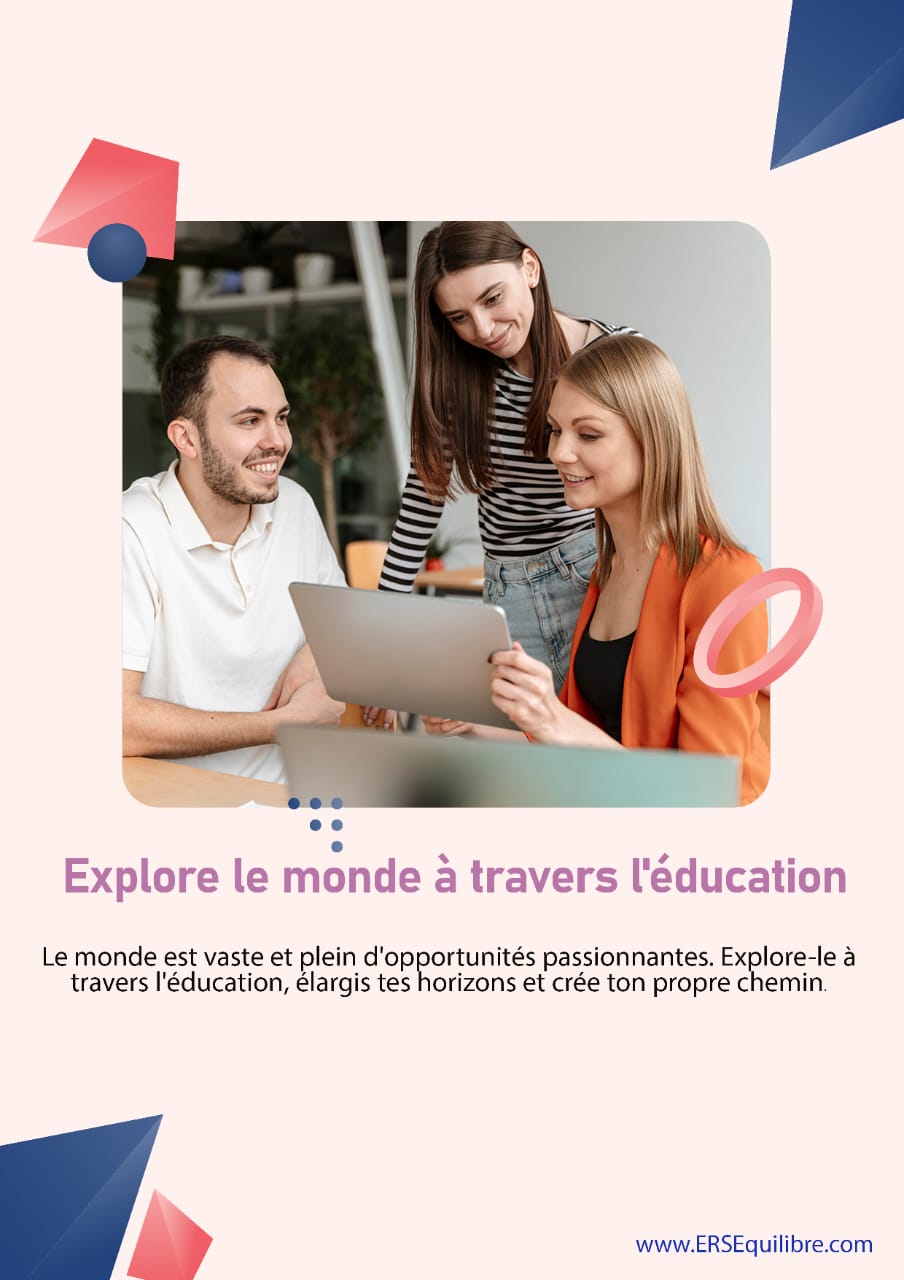 Explore le monde à travers l'éducation
Le monde est vaste et plein d'opportunités passionnantes. Explore-le à
travers l'éducation, élargis tes horizons et crée ton propre chemin.
www.ERSEquilibre.com